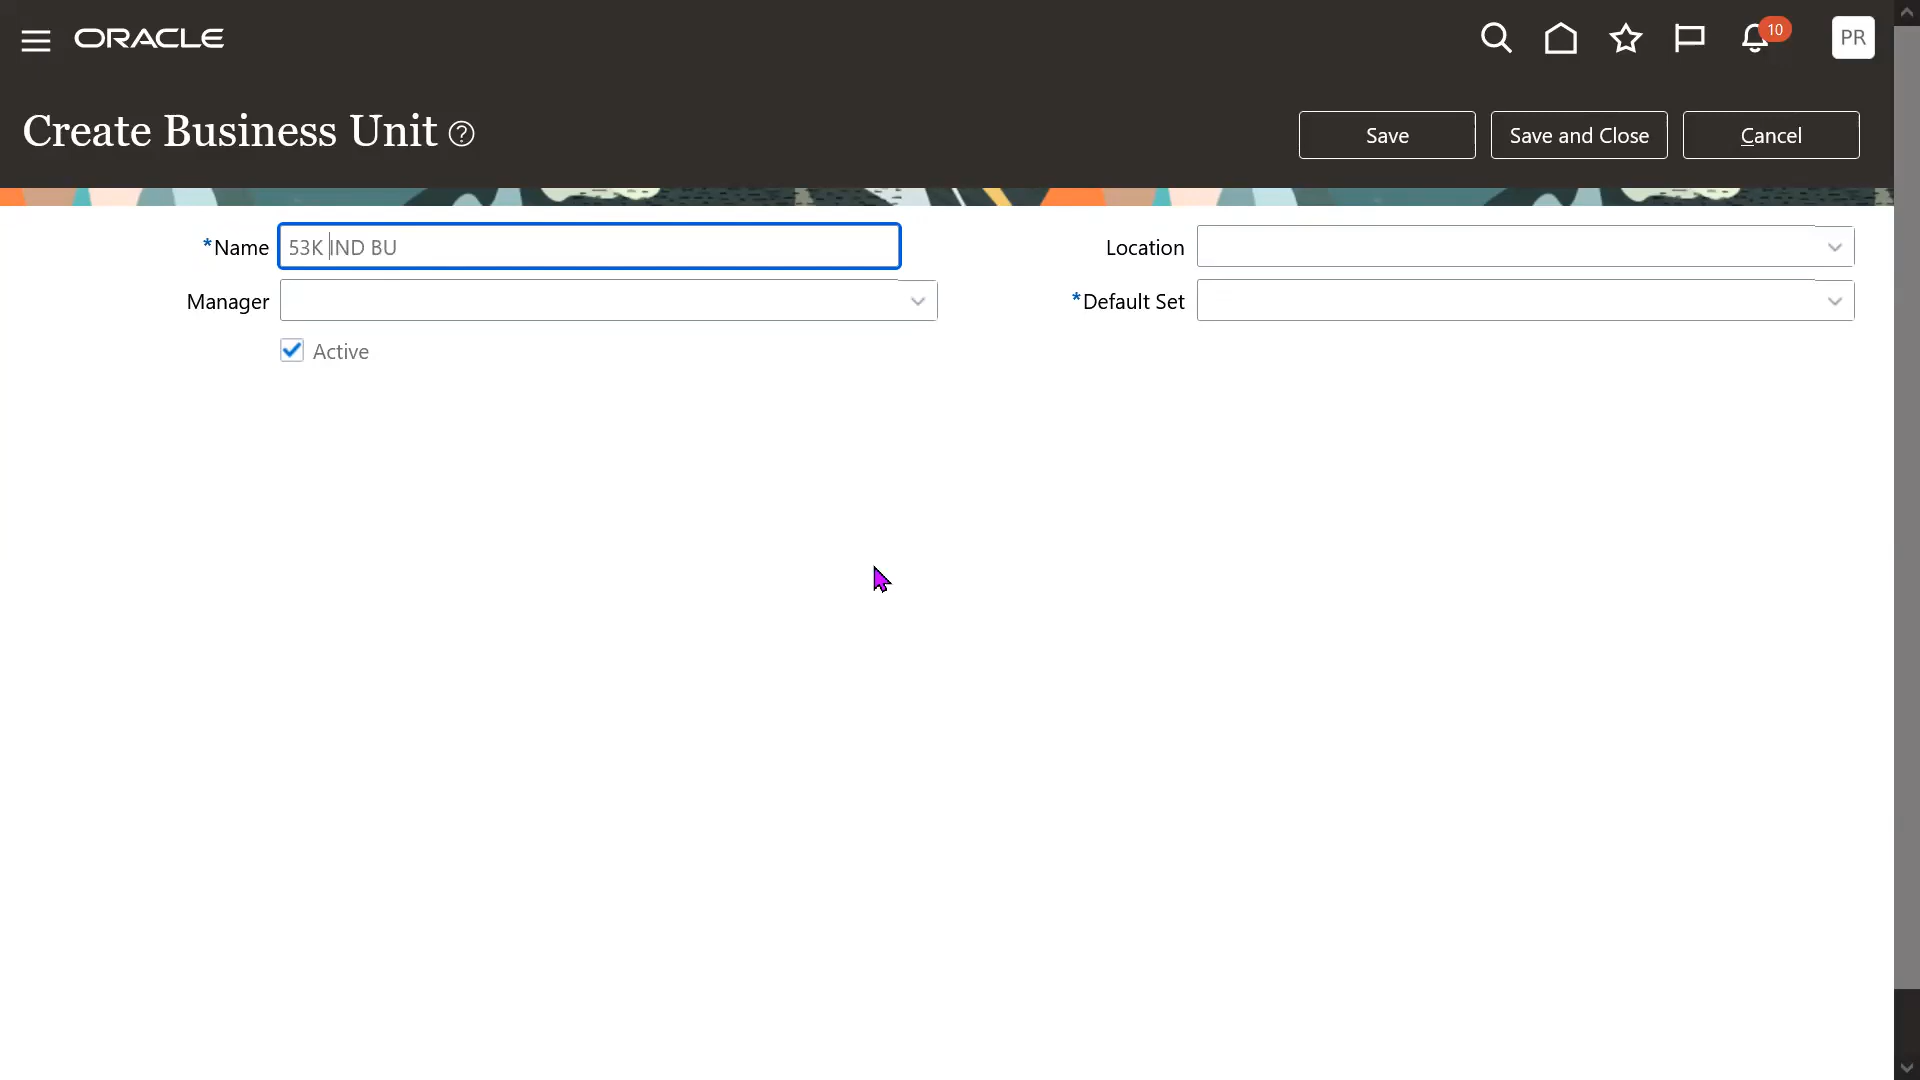 ORACLE
10
PR
Create Business Unit
Save
Save and Close
Cancel
*Name 53K IND BU
Location
Manager
*Default Set
Active